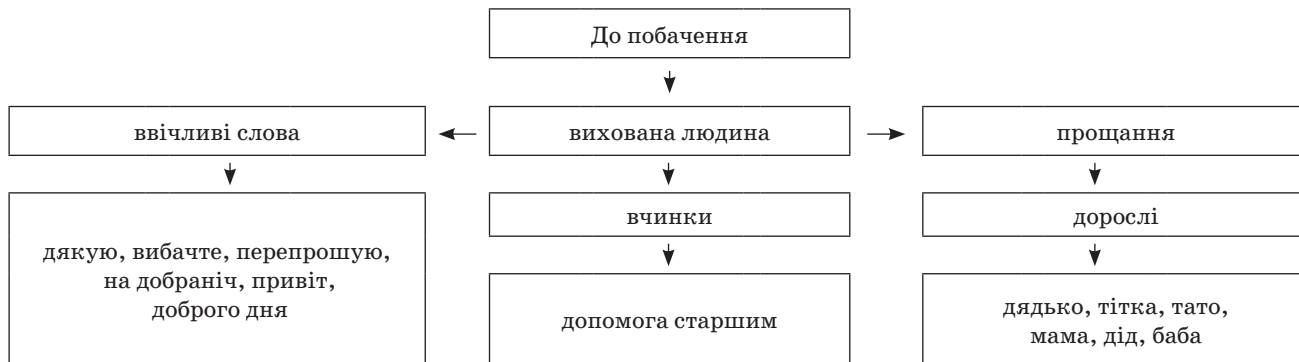 До побачення
ввічливі слова
вихована людина
прощання
дякую, вибачте, перепрошую,
на добраніч, привіт,
доброго дня
вчинки
допомога старшим
дорослі
дядько, тітка, тато,
мама, дід, баба